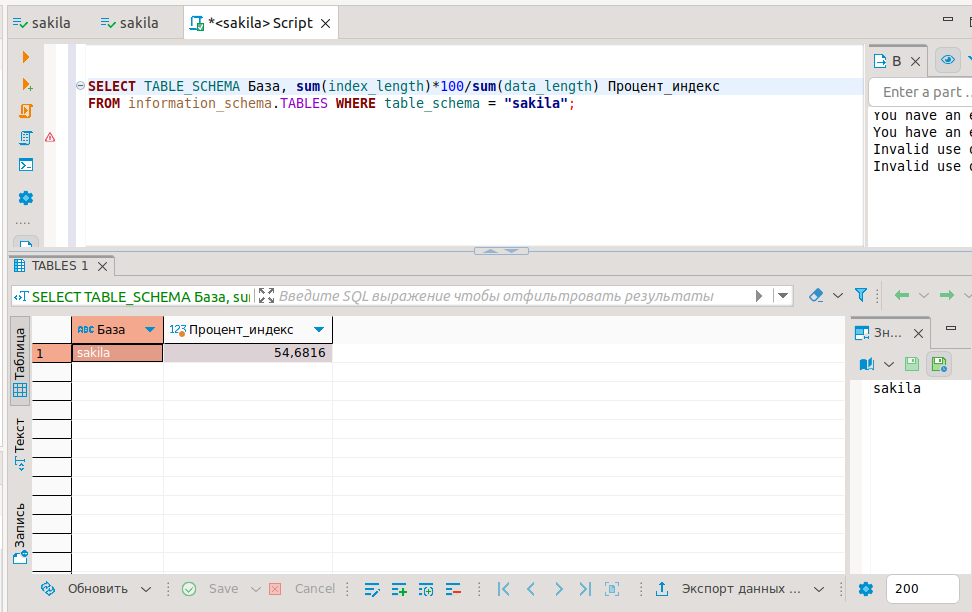 sakila
sakila
*<sakila> Script
SELECT TABLE_SCHEMA База, sum(index_length)*100/sum(data_length) Процент_индекс
FROM information_schema.TABLES WHERE table_schema = "sakila";
B
Enter a part ..
You have an e
You have an e
Invalid use
Invalid use
TABLES 1
SELECT TABLE_SCHEMA База, su
Введите SQL выражение чтобы отфильтровать результаты
Таблица
Текст
Запись
ABC База
123 Процент_индекс
1
sakila
54,6816
Зн...
sakila
Обновить
Save
Cancel
Экспорт данных ...
200